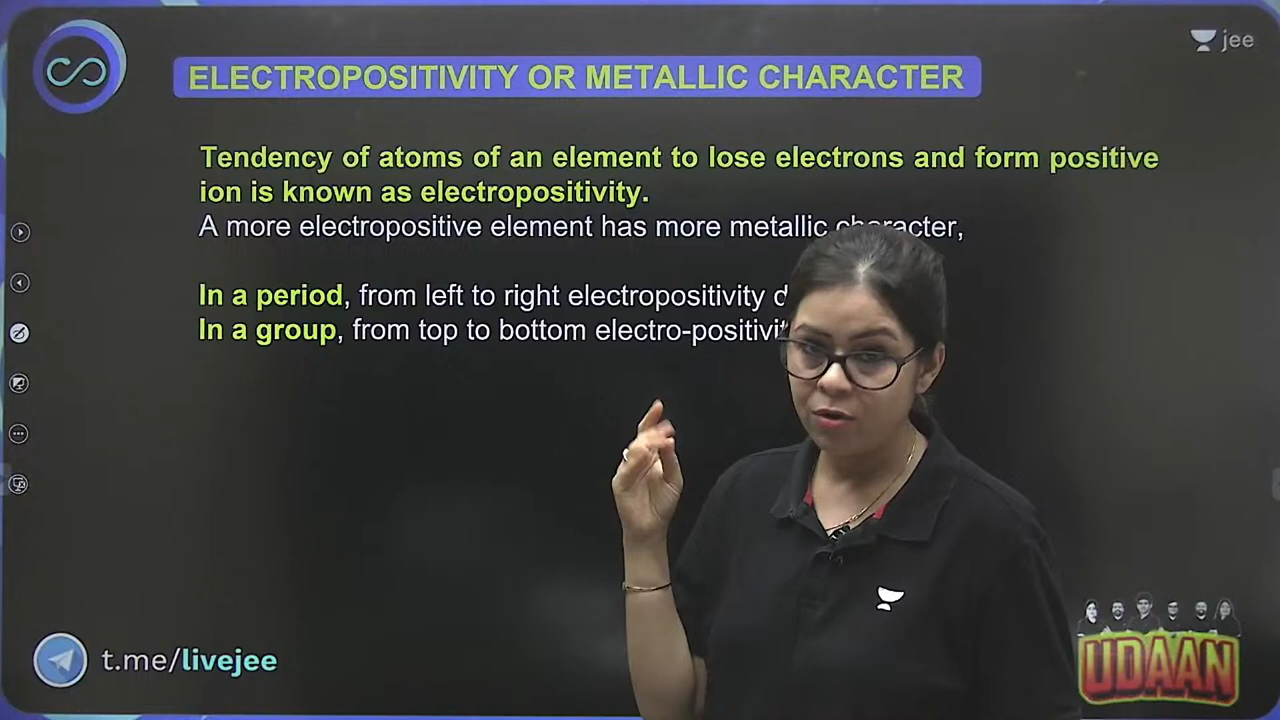 jee
ELECTROPOSITIVITY OR METALLIC CHARACTER
Tendency of atoms of an element to lose electrons and form positive
ion is known as electropositivity.
A more electropositive element has more metallic character,
In a period, from left to right electropositivity
In a group, from top to bottom
t.me/livejee
UDAAN